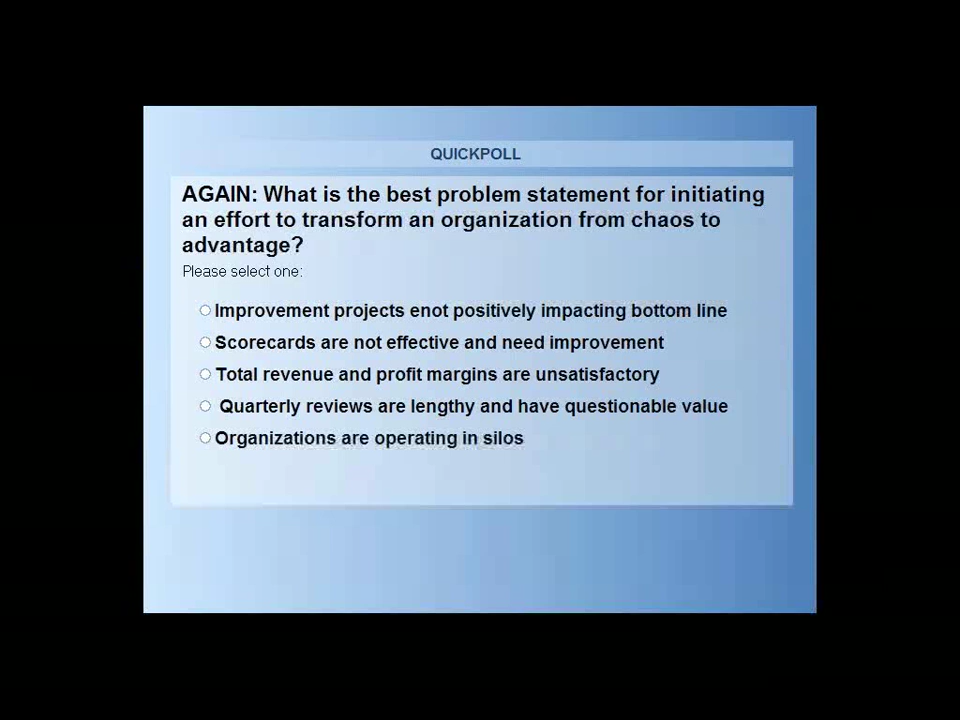 QUICKPOLL
AGAIN: What is the best problem statement for initiating
an effort to transform an organization from chaos to
advantage?
Please select one:
Improvement projects enot positively impacting bottom line
Scorecards are not effective and need improvement
Total revenue and profit margins are unsatisfactory
Quarterly reviews are lengthy and have questionable value
Organizations are operating in silos